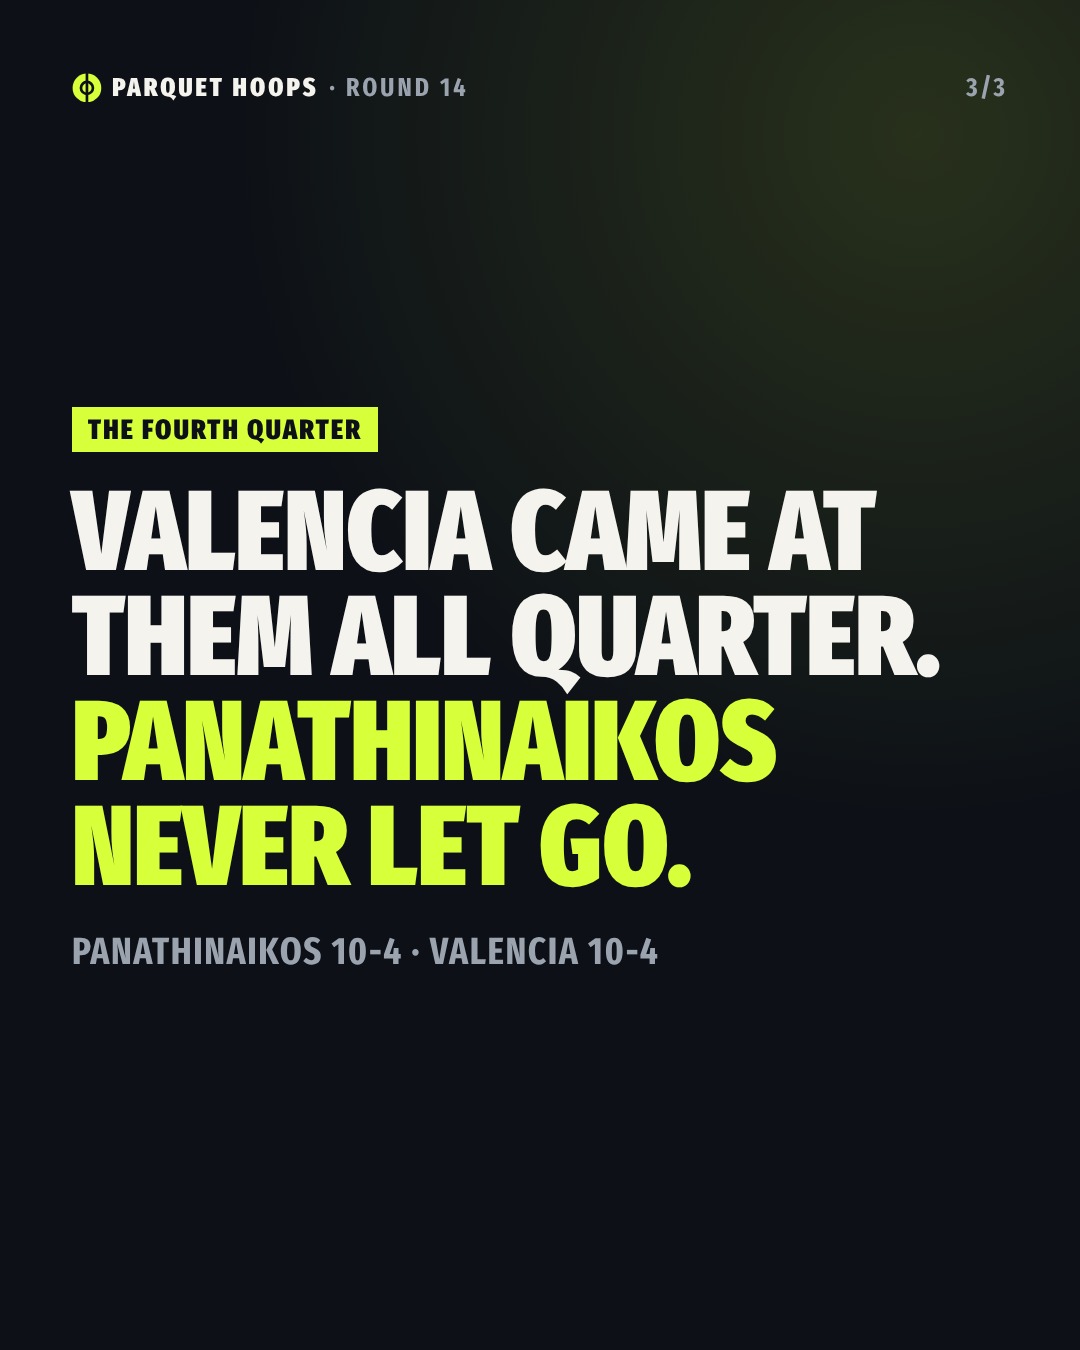 PARQUET HOOPS · ROUND 14
3/3
THE FOURTH QUARTER
VALENCIA CAME AT
THEM ALL QUARTER.
PANATHINAIKOS
NEVER LET GO.
PANATHINAIKOS 10-4 · VALENCIA 10-4